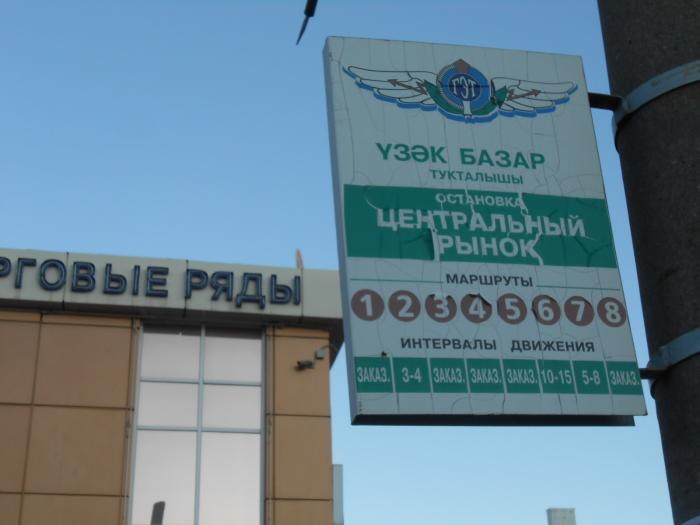 ГЭТ
ҮЗӘК БАЗАР
ТУКТАЛЫШЫ
ОСТАНОВКА
ЦЕНТРАЛЬНЫЙ
РЫНОК
МАРШРУТЫ
1 2 3 4 5 6 7 8
ИНТЕРВАЛЫ ДВИЖЕНИЯ
ЗАКАЗ. 3-4 ЗАКАЗ. ЗАКАЗ. ЗАКАЗ. 10-15 5-8 ЗАКАЗ.
РГОВЫЕ РЯДЫ